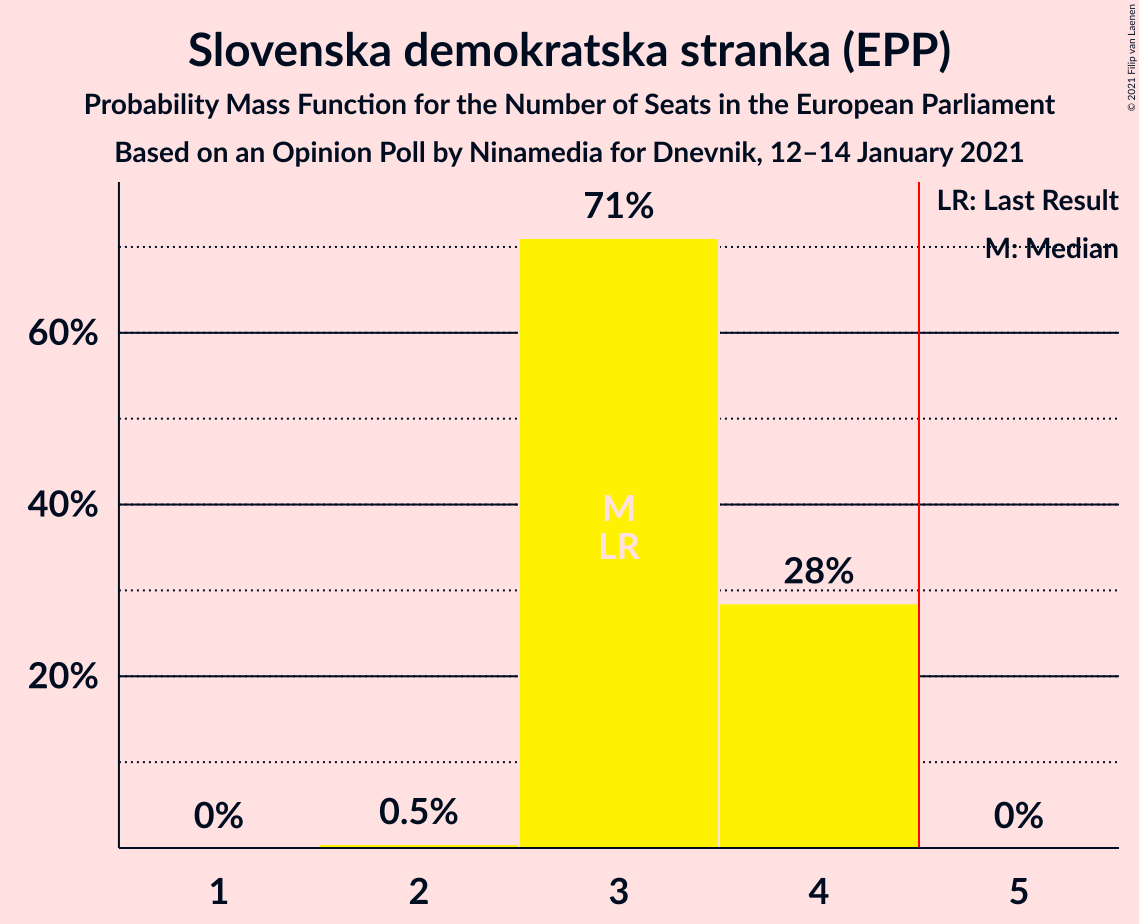 Slovenska demokratska stranka (EPP)
Probability Mass Function for the Number of Seats in the European Parliament
Based on an Opinion Poll by Ninamedia for Dnevnik, 12–14 January 2021
© 2021 Filip van Laenen
LR: Last Result
M: Median
71%
60%
40%
20%
M
LR
28%
0%
0.5%
0%
1
2
3
4
5